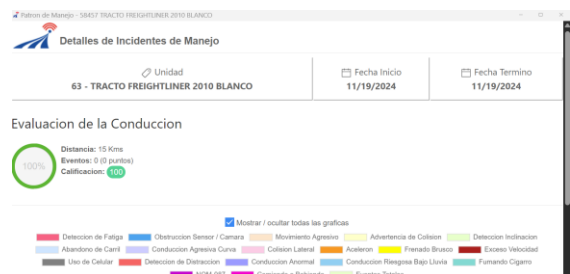 Patron de Manejo - 58457 TRACTO FREIGHTLINER 2010 BLANCO
Detalles de Incidentes de Manejo
Unidad
63 - TRACTO FREIGHTLINER 2010 BLANCO
Fecha Inicio
11/19/2024
Fecha Termino
11/19/2024
Evaluacion de la Conduccion
100%
Distancia: 15 Kms
Eventos: 0 (0 puntos)
Calificacion: 100
Mostrar / ocultar todas las graficas
Deteccion de Fatiga Obstruccion Sensor / Camara Movimiento Agresivo Advertencia de Colision Deteccion Inclinacion
Abandono de Carril Conduccion Agresiva Curva Colision Lateral Aceleron Frenado Brusco Exceso Velocidad
Uso de Celular Deteccion de Distraccion Conduccion Anormal Conduccion Riesgosa Bajo Lluvia Fumando Cigarro